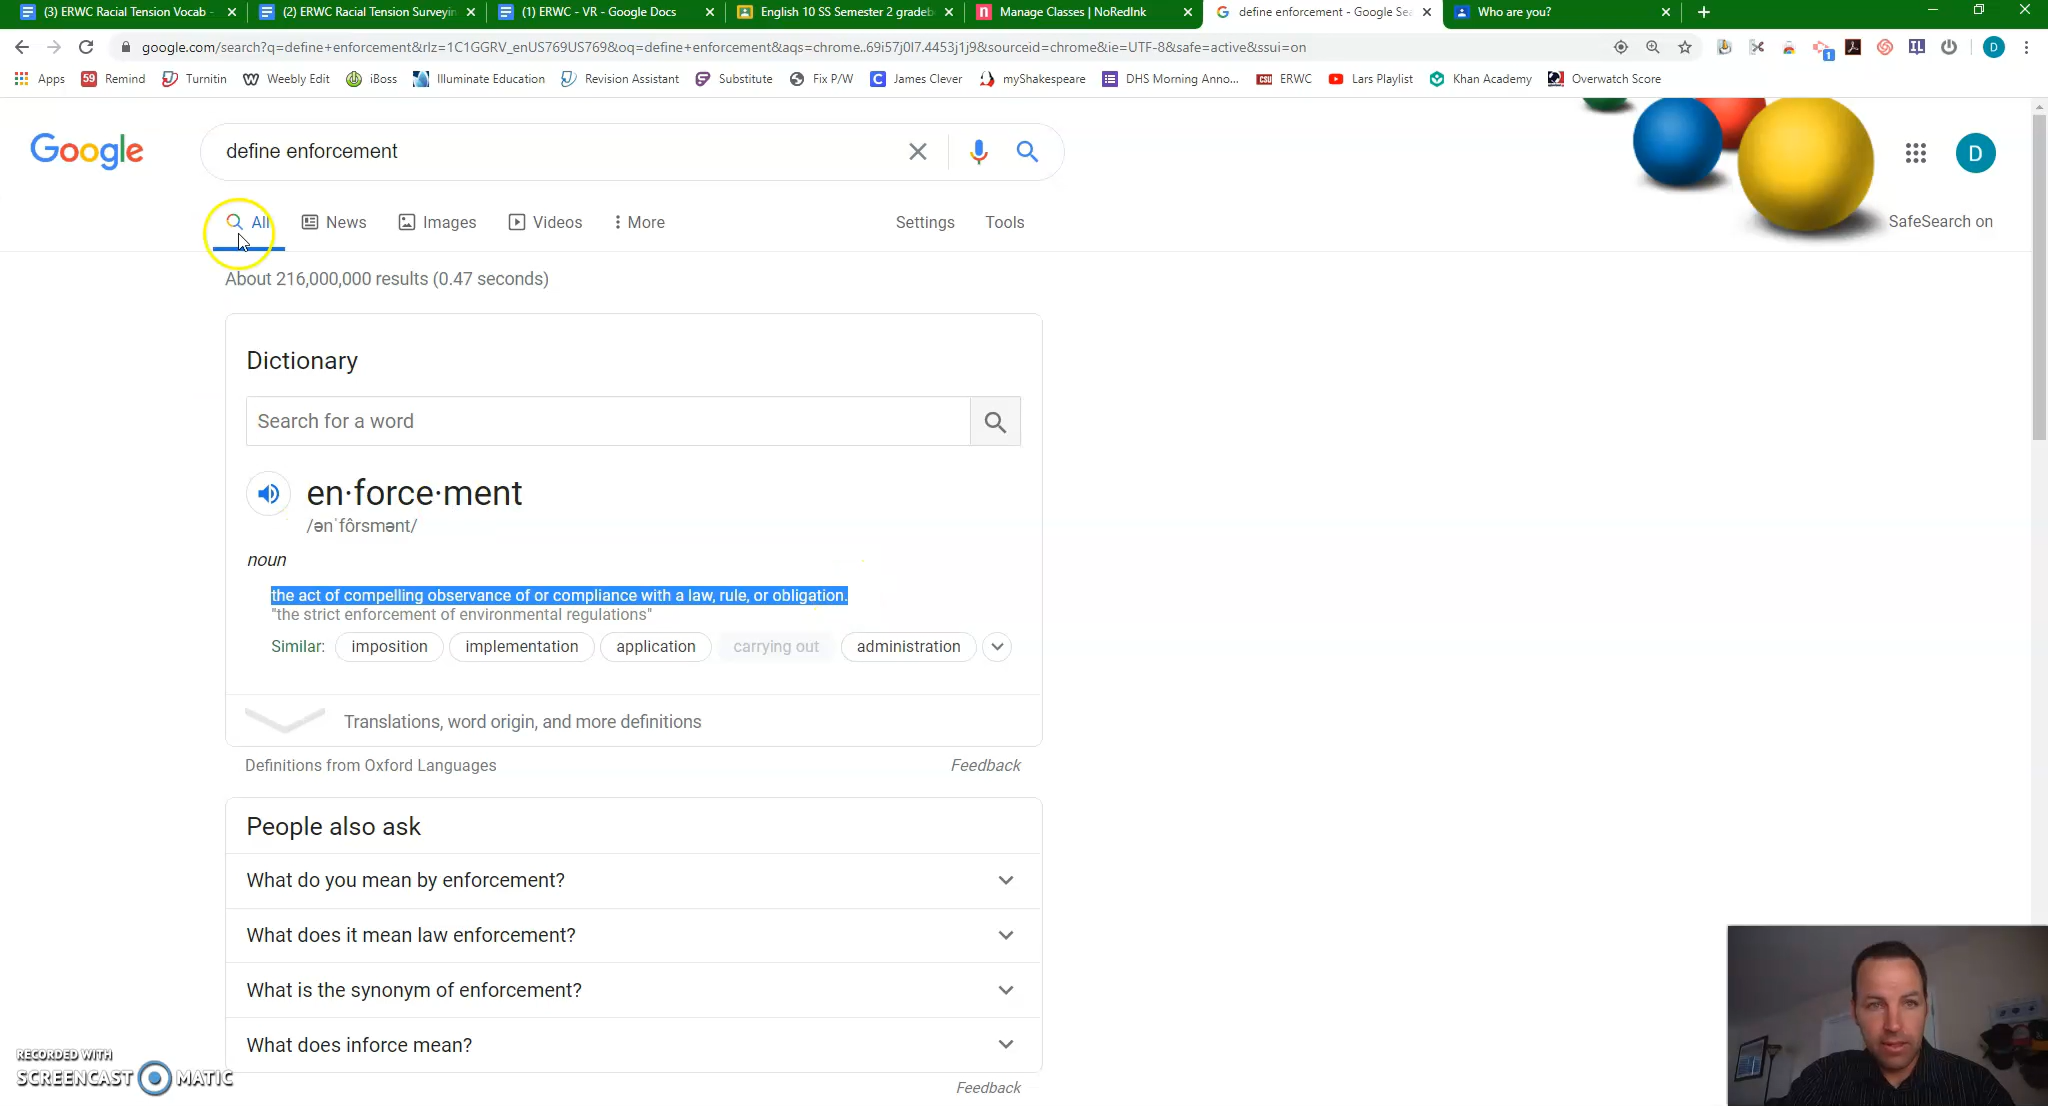 (3) ERWC Racial Tension Vocab -
(2) ERWC Racial Tension Surveyin
(1) ERWC - VR - Google Docs
English 10 SS Semester 2 gradeb
Manage Classes | NoRedInk
define enforcement - Google Sea
Who are you?
google.com/search?q=define+enforcement&rlz=1C1GGRV_enUS769US769&oq=define+enforcement&aqs=chrome..69i57j0l7.4453j1j9&sourceid=chrome&ie=UTF-8&safe=active&ssui=on
Apps 59 Remind Turnitin Weebly Edit iBoss Illuminate Education Revision Assistant Substitute Fix P/W James Clever myShakespeare DHS Morning Anno... CSU ERWC Lars Playlist Khan Academy Overwatch Score
Google
define enforcement
D
All News Images Videos More Settings Tools
SafeSearch on
About 216,000,000 results (0.47 seconds)
Dictionary
Search for a word
en·force·ment
/ənˈfôrsmənt/
noun
the act of compelling observance of or compliance with a law, rule, or obligation.
"the strict enforcement of environmental regulations"
Similar: imposition implementation application carrying out administration
Translations, word origin, and more definitions
Definitions from Oxford Languages
Feedback
People also ask
What do you mean by enforcement?
What does it mean law enforcement?
What is the synonym of enforcement?
What does inforce mean?
Feedback
RECORDED WITH
SCREENCAST MATIC